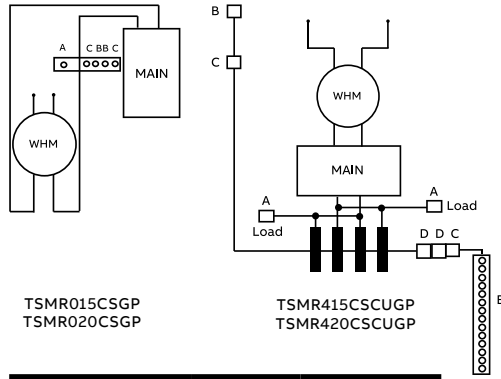 A C BB C
MAIN
WHM
TSMR015CSGP
TSMR020CSGP
B
C
WHM
MAIN
A
Load
A
Load
D D C
E
TSMR415CSCUGP
TSMR420CSCUGP